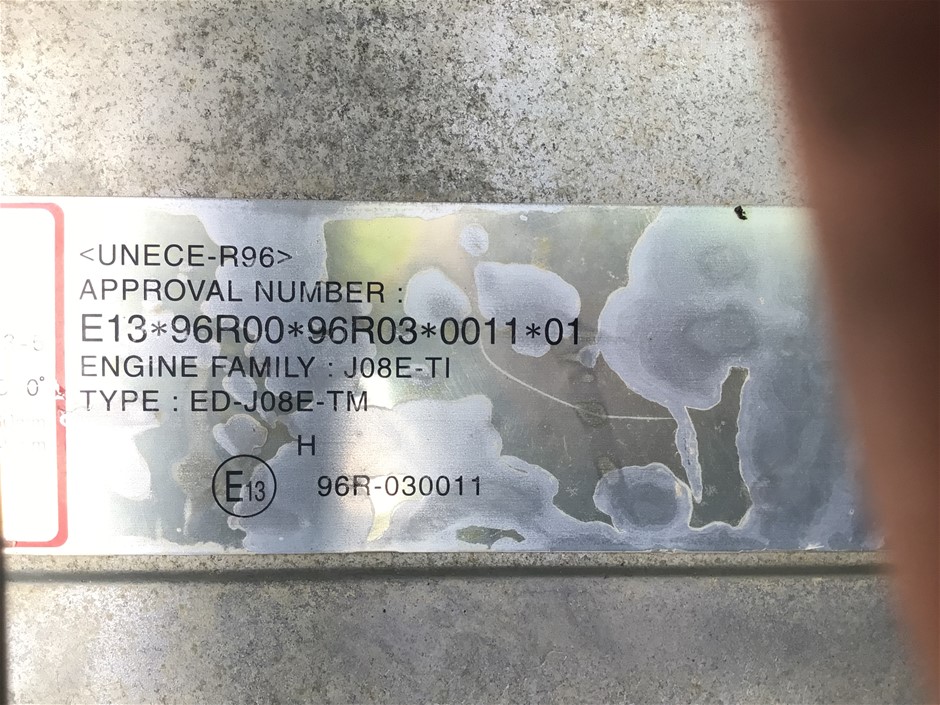 <UNECE-R96>
APPROVAL NUMBER :
E13*96R00*96R03*0011*01
ENGINE FAMILY : J08E-TI
TYPE : ED-J08E-TM
H
E13 96R-030011
0°